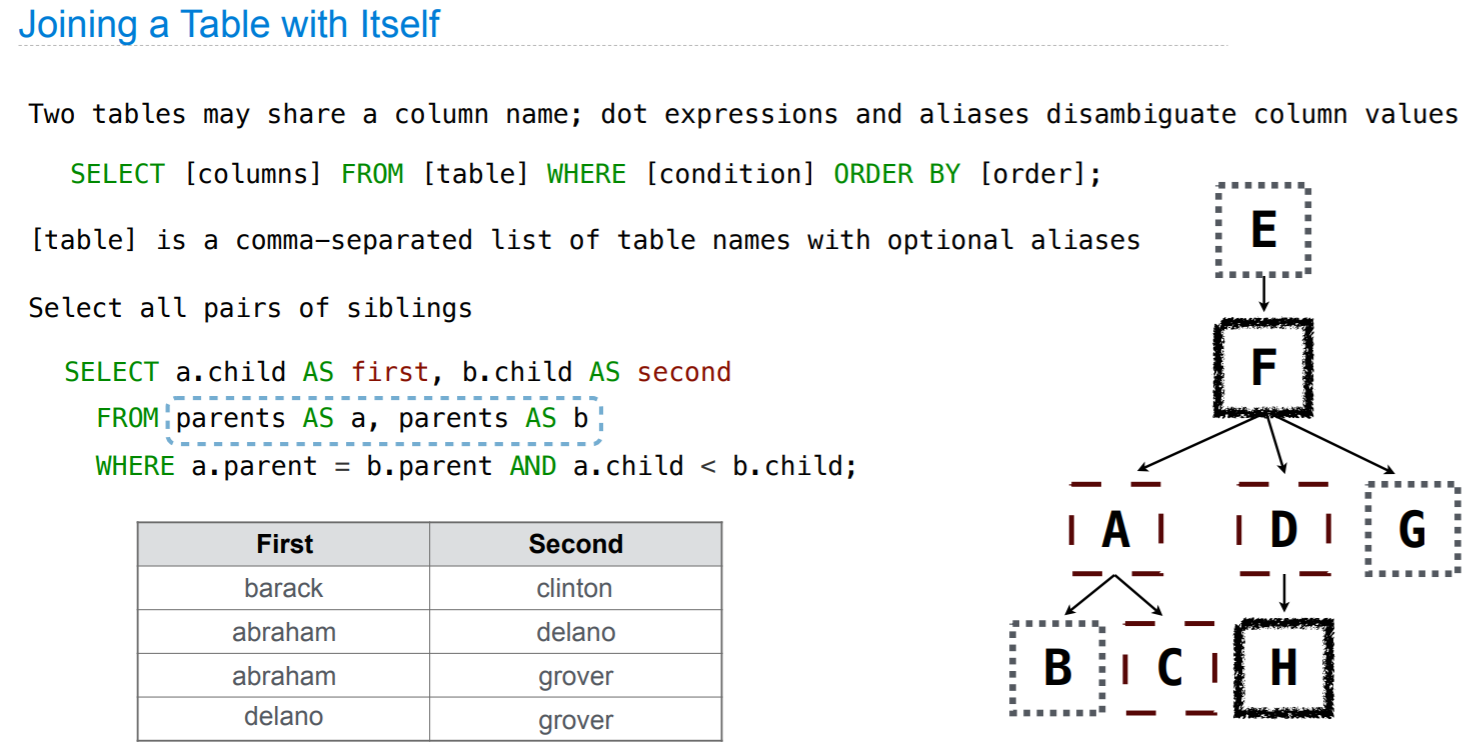 Joining a Table with Itself
Two tables may share a column name; dot expressions and aliases disambiguate column values
SELECT [columns] FROM [table] WHERE [condition] ORDER BY [order];
[table] is a comma-separated list of table names with optional aliases
Select all pairs of siblings
SELECT a.child AS first, b.child AS second
FROM parents AS a, parents AS b
WHERE a.parent = b.parent AND a.child < b.child;
First Second
barack clinton
abraham delano
abraham grover
delano grover
E
F
A D G
B C H